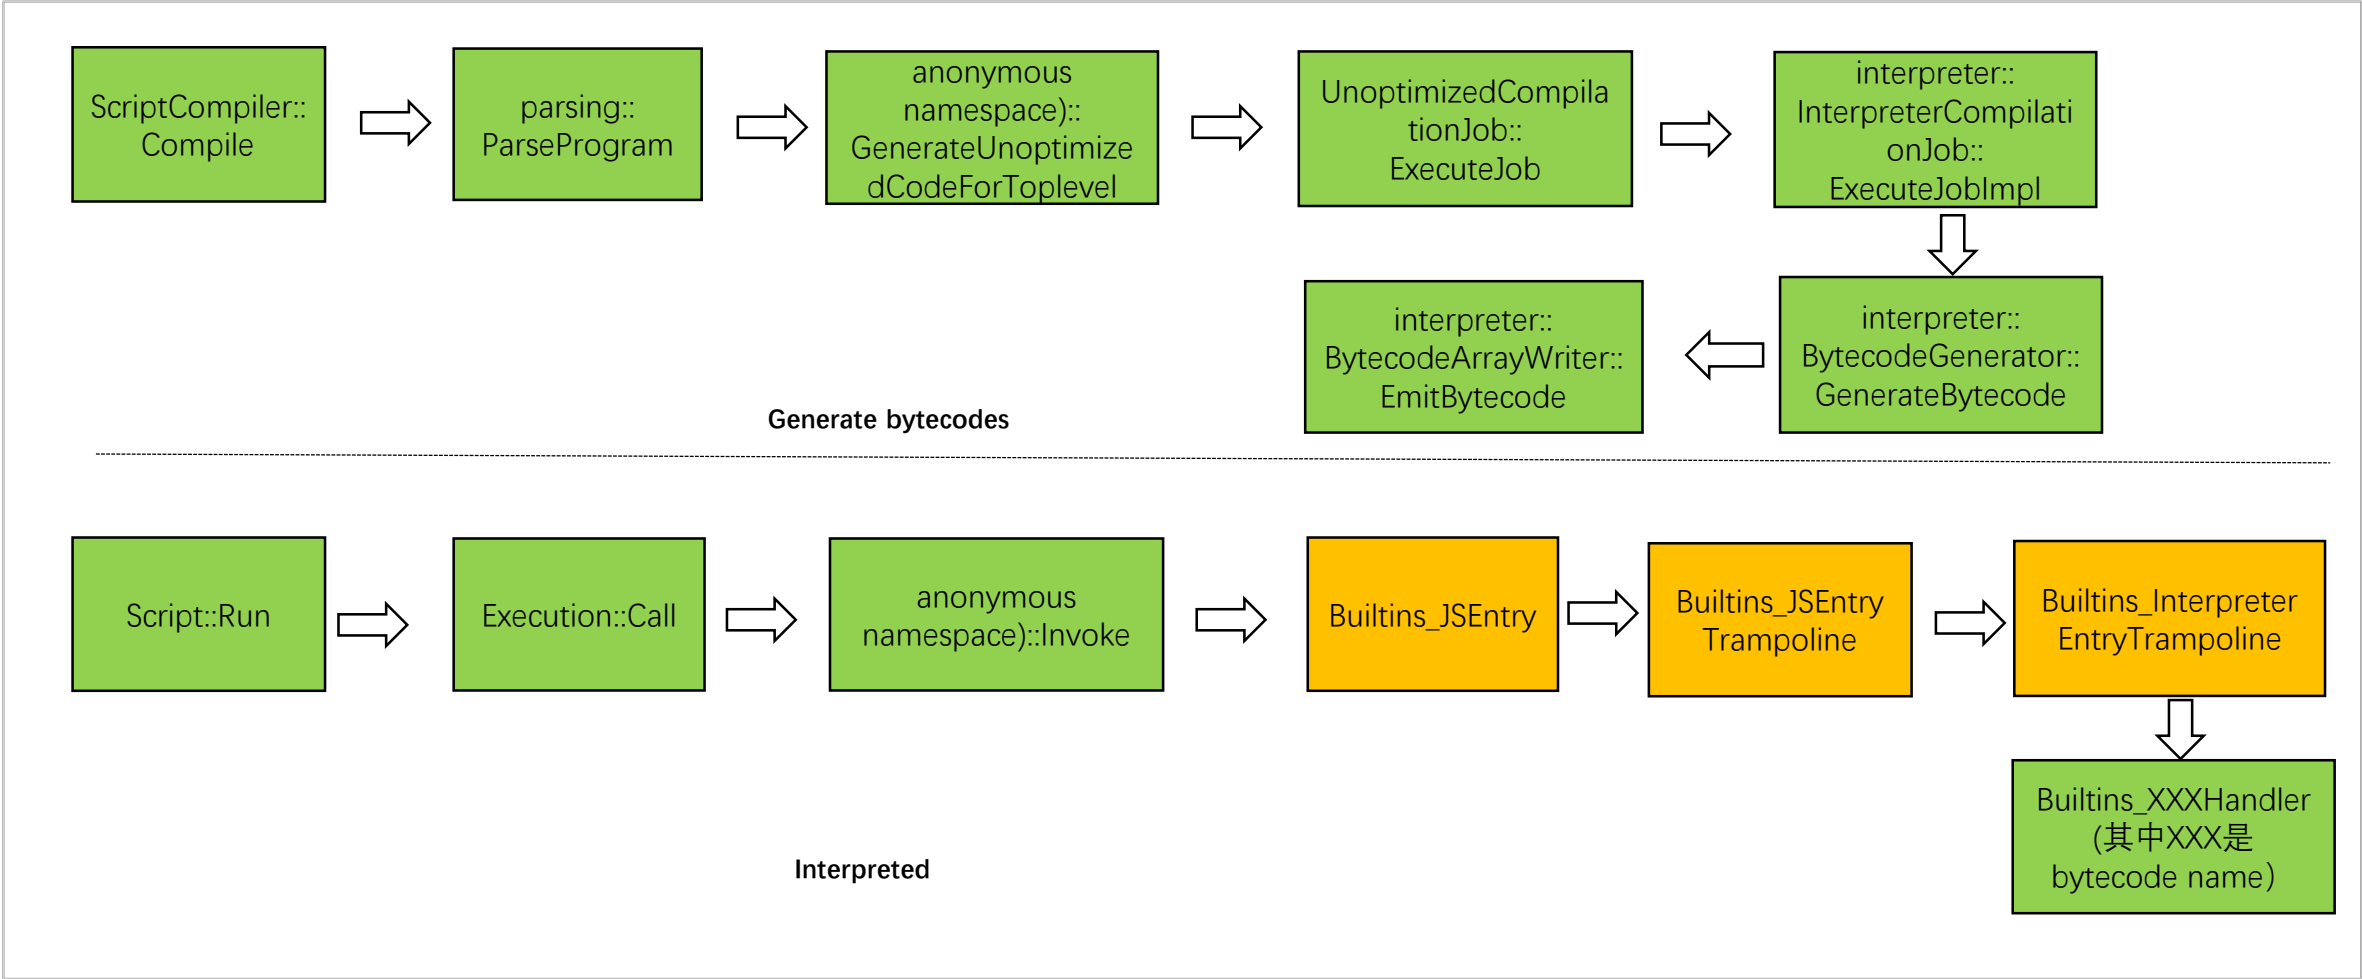 ScriptCompiler::
Compile
parsing::
ParseProgram
anonymous
namespace)::
GenerateUnoptimize
dCodeForToplevel
UnoptimizedCompila
tionJob::
ExecuteJob
interpreter::
InterpreterCompilati
onJob::
ExecuteJobImpl
interpreter::
BytecodeArrayWriter::
EmitBytecode
interpreter::
BytecodeGenerator::
GenerateBytecode
Generate bytecodes
Script::Run
Execution::Call
anonymous
namespace)::Invoke
Builtins_JSEntry
Builtins_JSEntry
Trampoline
Builtins_Interpreter
EntryTrampoline
Builtins_XXXHandler
(其中XXX是
bytecode name）
Interpreted